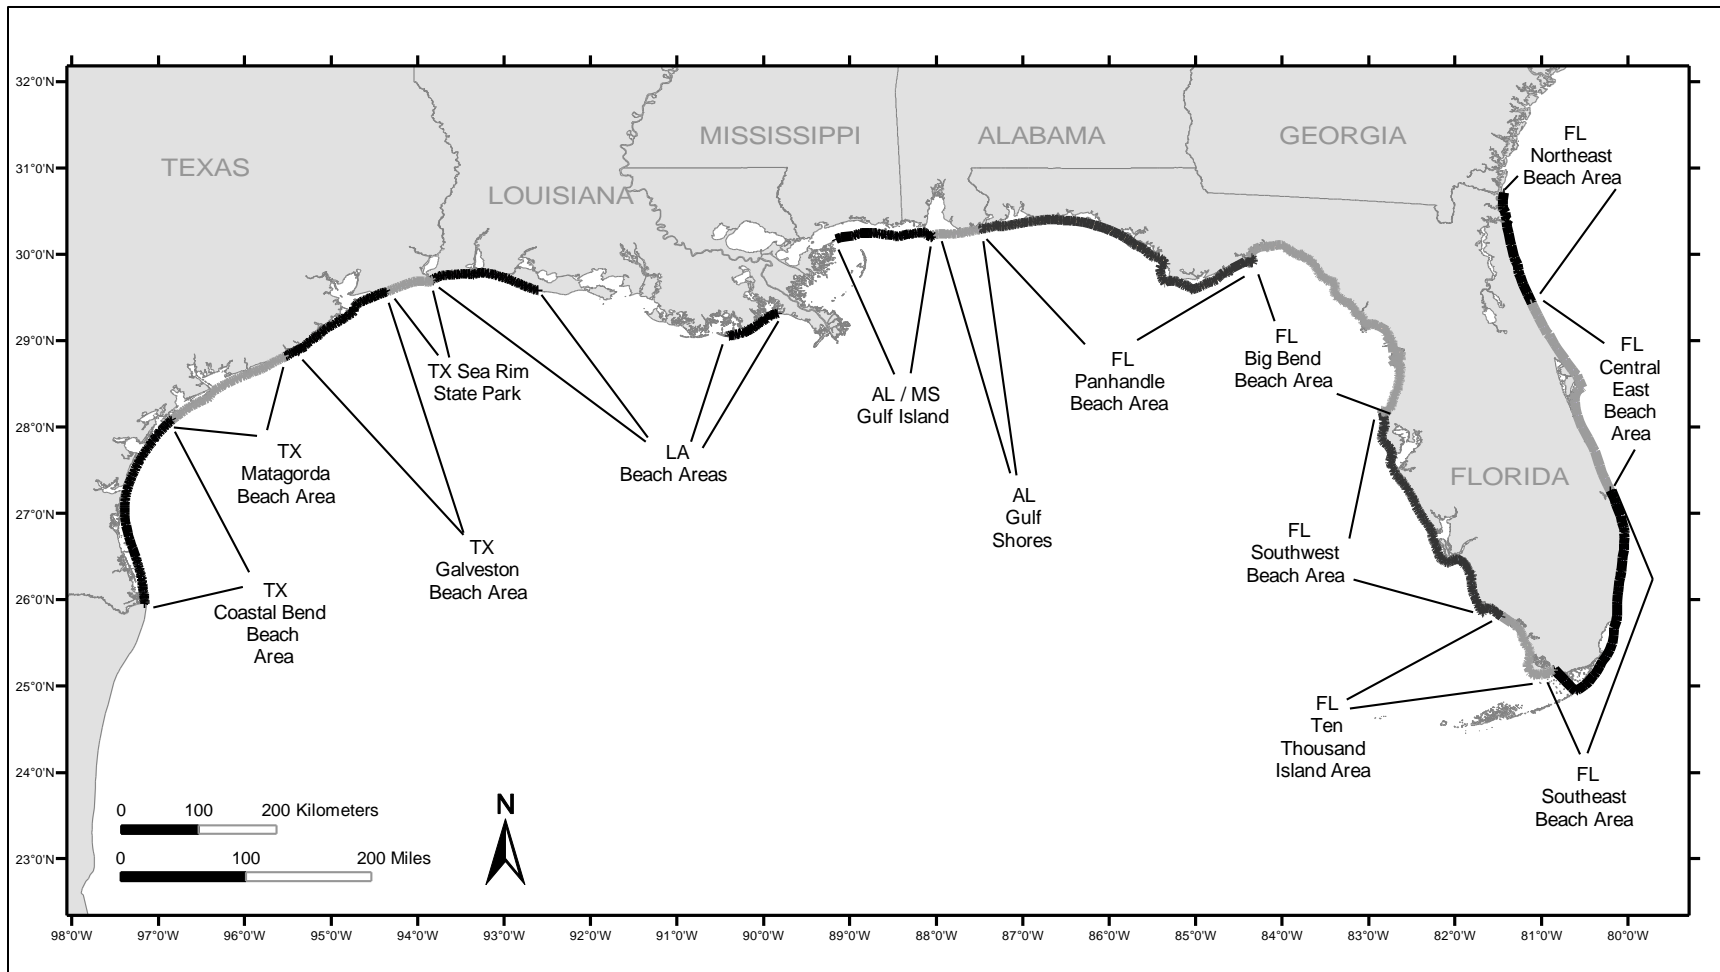 32°0'N
31°0'N
30°0'N
29°0'N
28°0'N
27°0'N
26°0'N
25°0'N
24°0'N
23°0'N
TEXAS
LOUISIANA
MISSISSIPPI
ALABAMA
GEORGIA
FLORIDA
FL
Northeast
Beach Area
FL
Central
East
Beach
Area
FL
Big Bend
Beach Area
FL
Panhandle
Beach Area
AL / MS
Gulf Island
TX Sea Rim
State Park
LA
Beach Areas
TX
Matagorda
Beach Area
AL
Gulf
Shores
FL
Southwest
Beach Area
TX
Galveston
Beach Area
TX
Coastal Bend
Beach
Area
FL
Ten
Thousand
Island Area
FL
Southeast
Beach Area
0 100 200 Kilometers
0 100 200 Miles
N
98°0'W 97°0'W 96°0'W 95°0'W 94°0'W 93°0'W 92°0'W 91°0'W 90°0'W 89°0'W 88°0'W 87°0'W 86°0'W 85°0'W 84°0'W 83°0'W 82°0'W 81°0'W 80°0'W